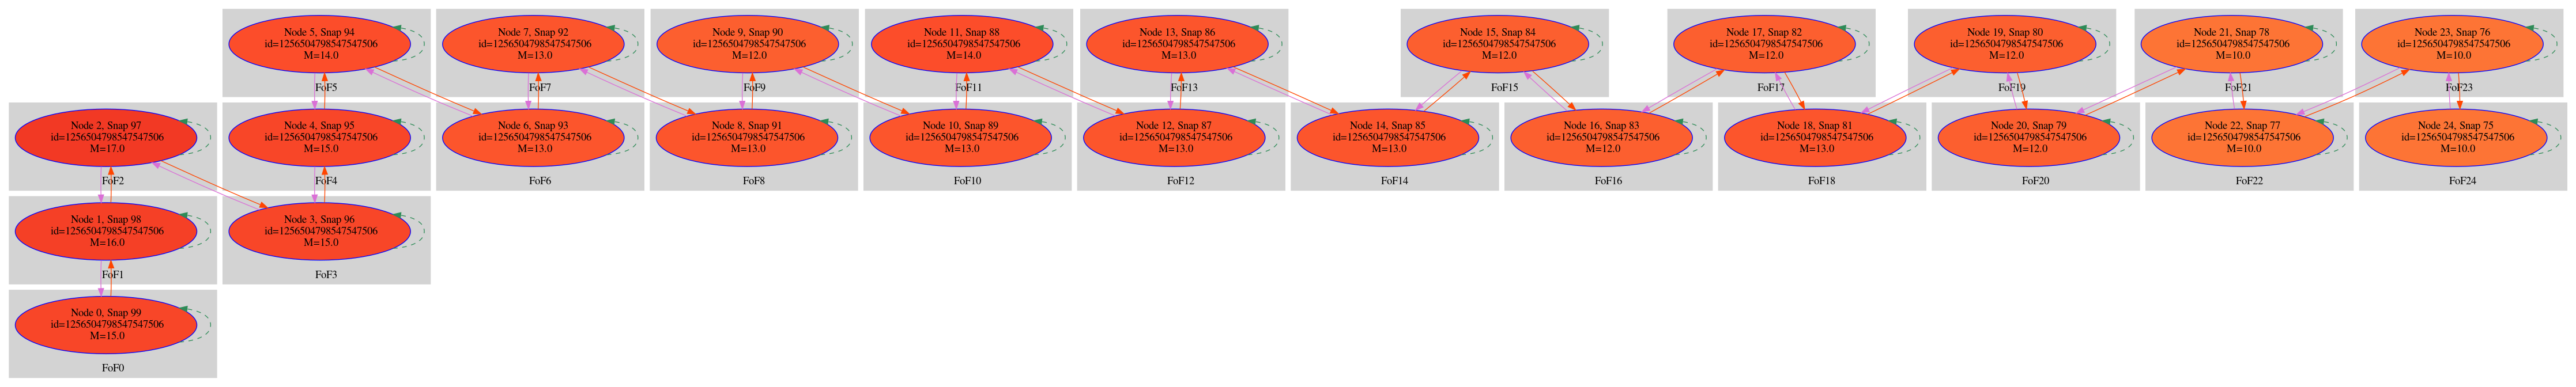 Node 5, Snap 94
id=1256504798547547506
M=14.0
FoF5
Node 7, Snap 92
id=1256504798547547506
M=13.0
FoF7
Node 9, Snap 90
id=1256504798547547506
M=12.0
FoF9
Node 11, Snap 88
id=1256504798547547506
M=14.0
FoF11
Node 13, Snap 86
id=1256504798547547506
M=13.0
FoF13
Node 15, Snap 84
id=1256504798547547506
M=12.0
FoF15
Node 17, Snap 82
id=1256504798547547506
M=12.0
FoF17
Node 19, Snap 80
id=1256504798547547506
M=12.0
FoF19
Node 21, Snap 78
id=1256504798547547506
M=10.0
FoF21
Node 23, Snap 76
id=1256504798547547506
M=10.0
FoF23
Node 2, Snap 97
id=1256504798547547506
M=17.0
FoF2
Node 4, Snap 95
id=1256504798547547506
M=15.0
FoF4
Node 6, Snap 93
id=1256504798547547506
M=13.0
FoF6
Node 8, Snap 91
id=1256504798547547506
M=13.0
FoF8
Node 10, Snap 89
id=1256504798547547506
M=13.0
FoF10
Node 12, Snap 87
id=1256504798547547506
M=13.0
FoF12
Node 14, Snap 85
id=1256504798547547506
M=13.0
FoF14
Node 16, Snap 83
id=1256504798547547506
M=12.0
FoF16
Node 18, Snap 81
id=1256504798547547506
M=13.0
FoF18
Node 20, Snap 79
id=1256504798547547506
M=12.0
FoF20
Node 22, Snap 77
id=1256504798547547506
M=10.0
FoF22
Node 24, Snap 75
id=1256504798547547506
M=10.0
FoF24
Node 1, Snap 98
id=1256504798547547506
M=16.0
FoF1
Node 3, Snap 96
id=1256504798547547506
M=15.0
FoF3
Node 0, Snap 99
id=1256504798547547506
M=15.0
FoF0